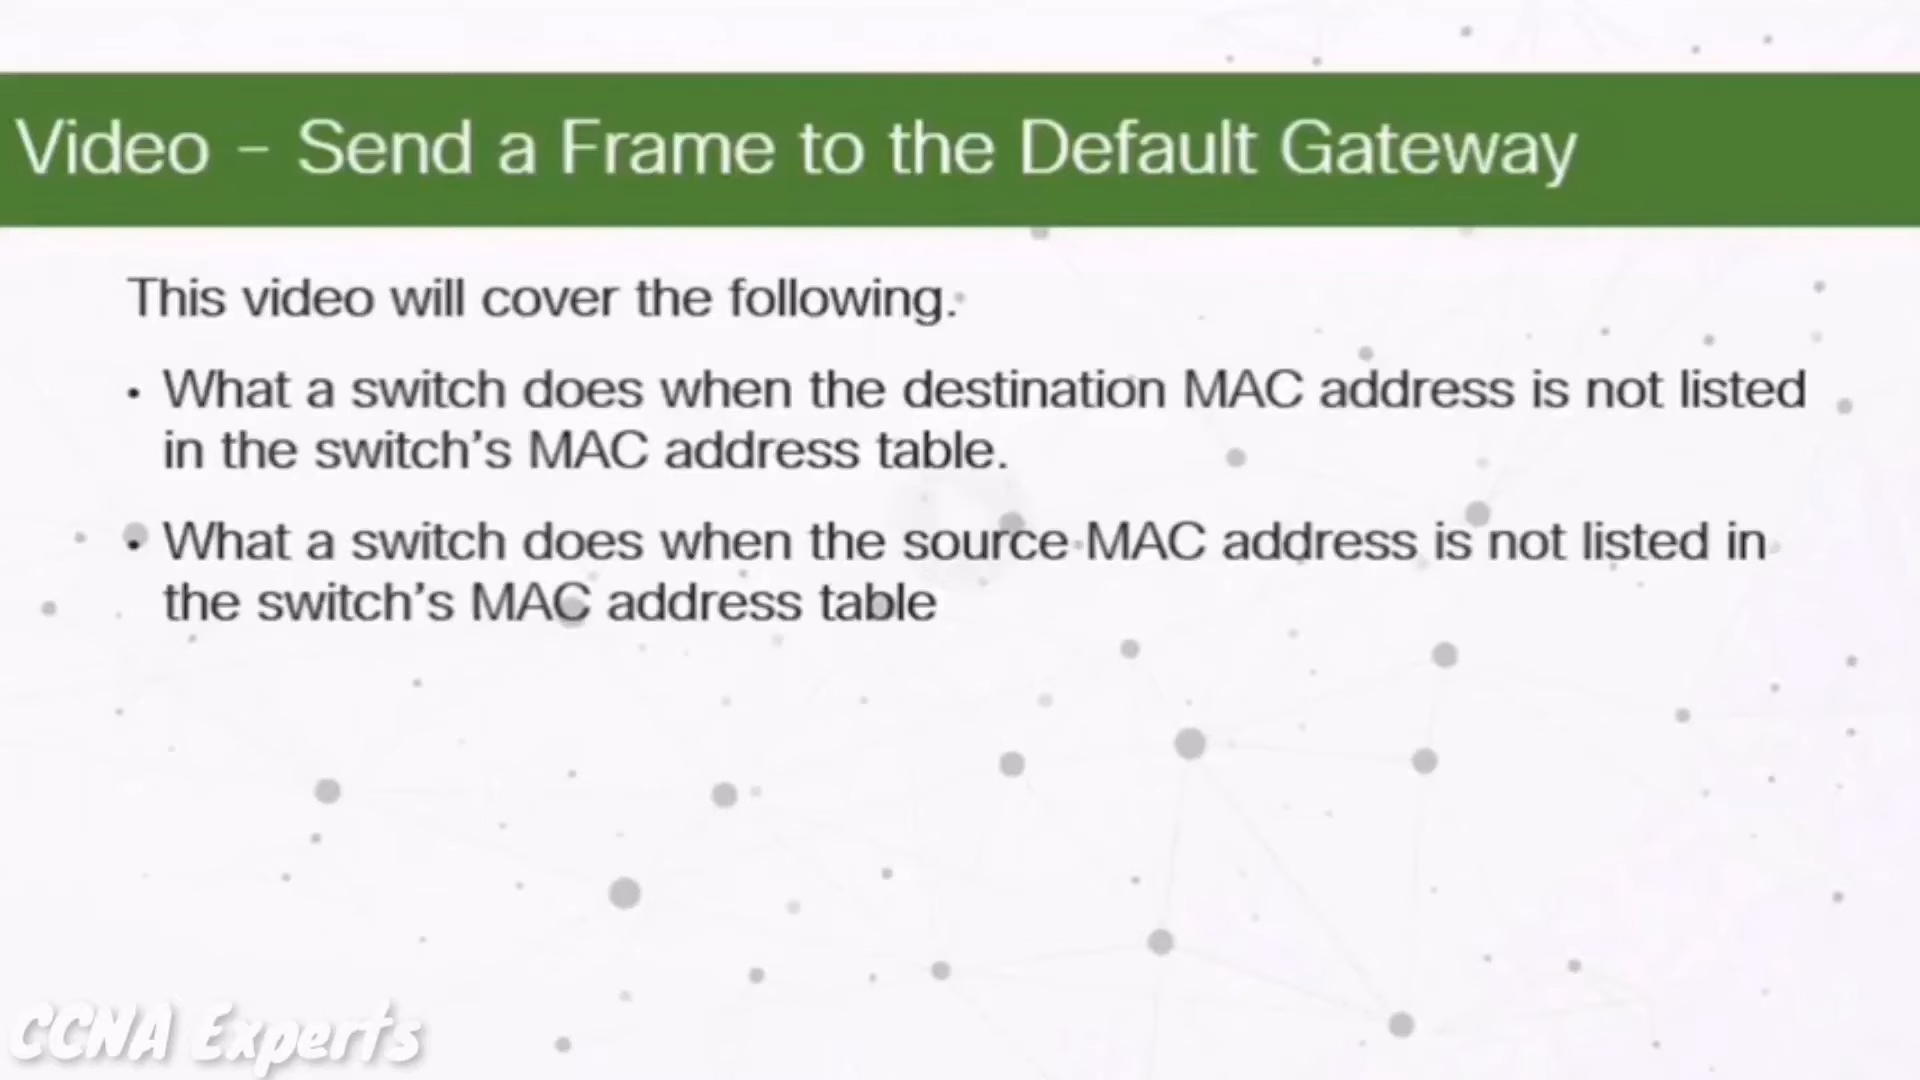 Video – Send a Frame to the Default Gateway
This video will cover the following.
• What a switch does when the destination MAC address is not listed
in the switch’s MAC address table.
• What a switch does when the source MAC address is not listed in
the switch’s MAC address table
CCNA Experts